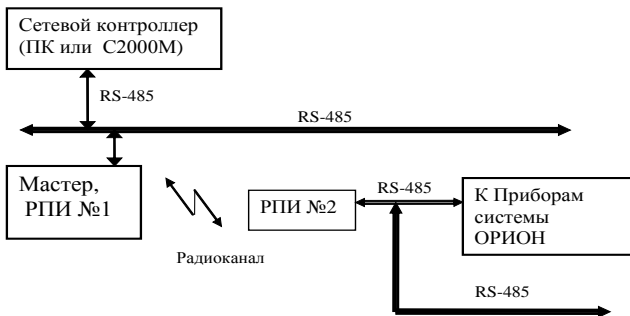 Сетевой контроллер
(ПК или С2000М)
RS-485
RS-485
Мастер,
РПИ №1
Радиоканал
РПИ №2
RS-485
К Приборам
системы
ОРИОН
RS-485